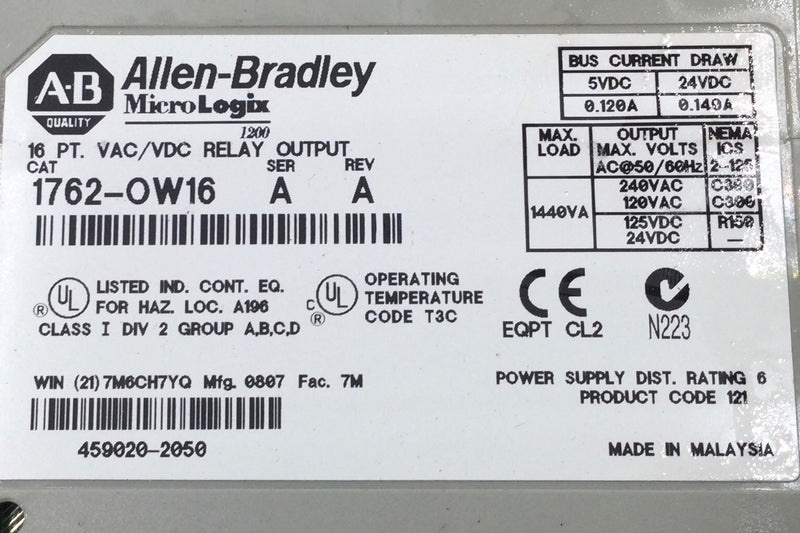 A·B
QUALITY
Allen-Bradley
MicroLogix
1200
16 PT. VAC/VDC RELAY OUTPUT
CAT SER REV
1762-OW16 A A
BUS CURRENT DRAW
5VDC 24VDC
0.120A 0.140A
MAX. LOAD OUTPUT MAX. VOLTS AC@50/60Hz NEMA ICS 2-125
1440VA 240VAC C300
120VAC C300
125VDC R150
24VDC —
UL ® LISTED IND. CONT. EQ.
FOR HAZ. LOC. A196
CLASS I DIV 2 GROUP A,B,C,D
C UL ® OPERATING
TEMPERATURE
CODE T3C
CE
EQPT CL2
N223
WIN (21) 7M6CH7YQ Mfg. 0807 Fac. 7M
459020-2050
POWER SUPPLY DIST. RATING 6
PRODUCT CODE 121
MADE IN MALAYSIA